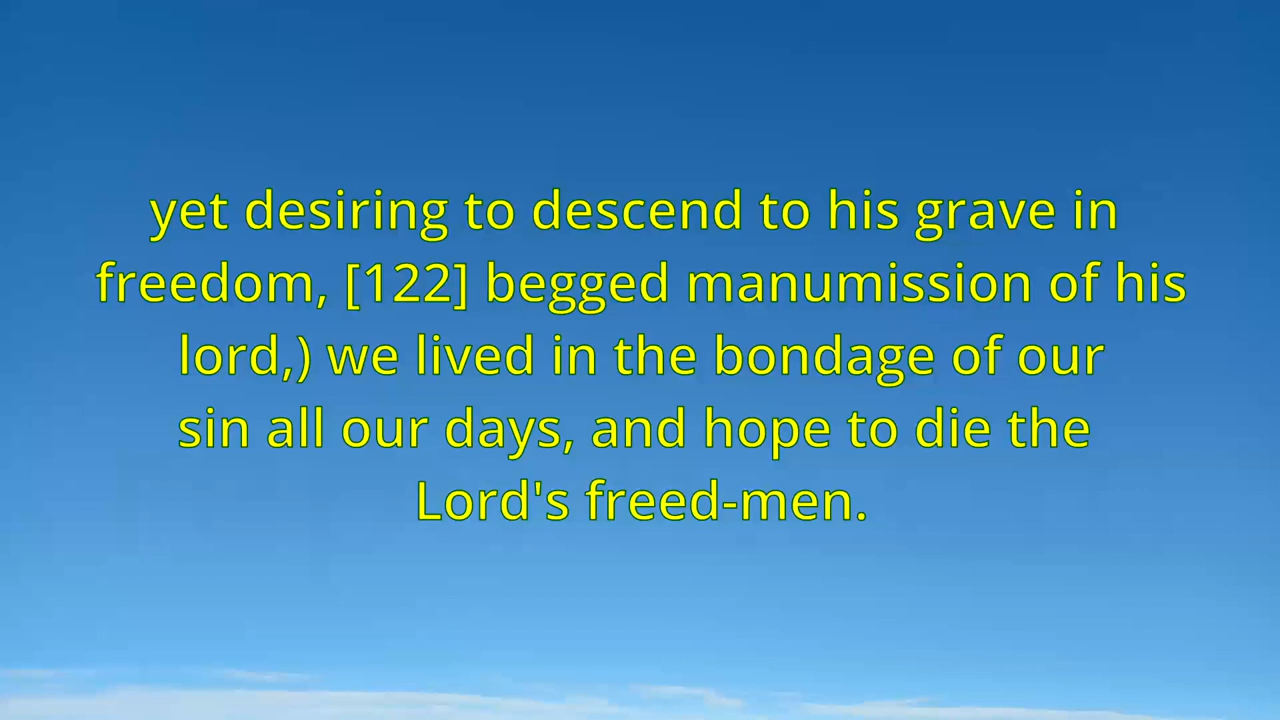 yet desiring to descend to his grave in
freedom, [122] begged manumission of his
lord,) we lived in the bondage of our
sin all our days, and hope to die the
Lord's freed-men.